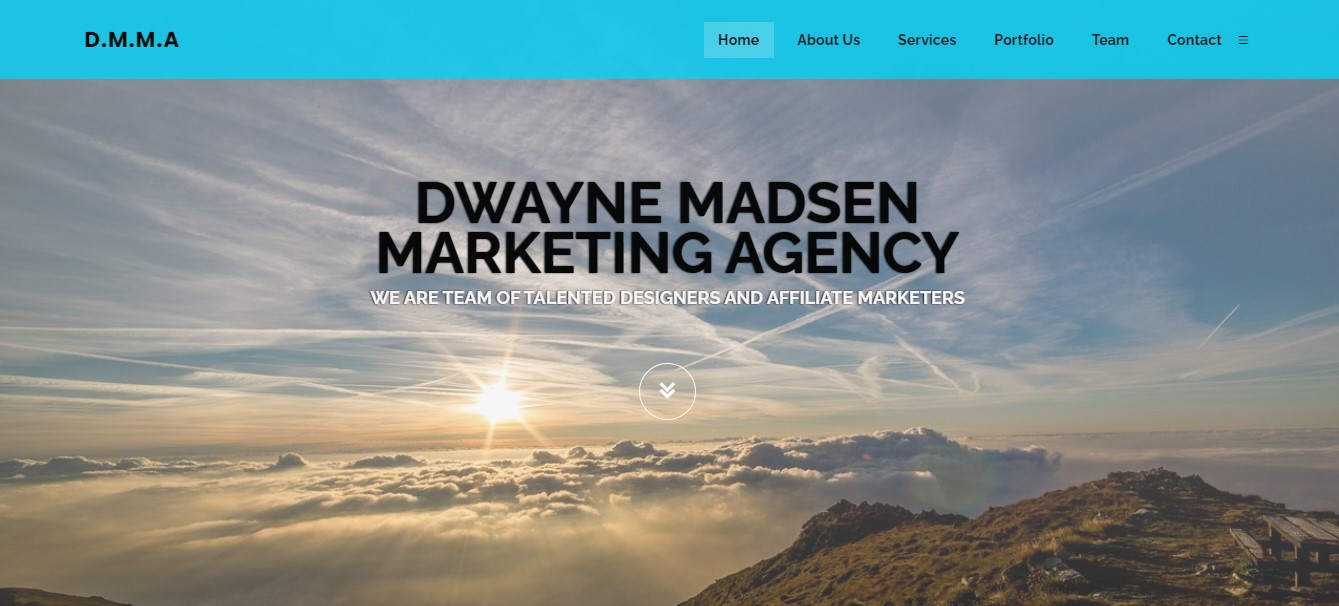 D.M.M.A
Home About Us Services Portfolio Team Contact
DWAYNE MADSEN
MARKETING AGENCY
WE ARE TEAM OF TALENTED DESIGNERS AND AFFILIATE MARKETERS